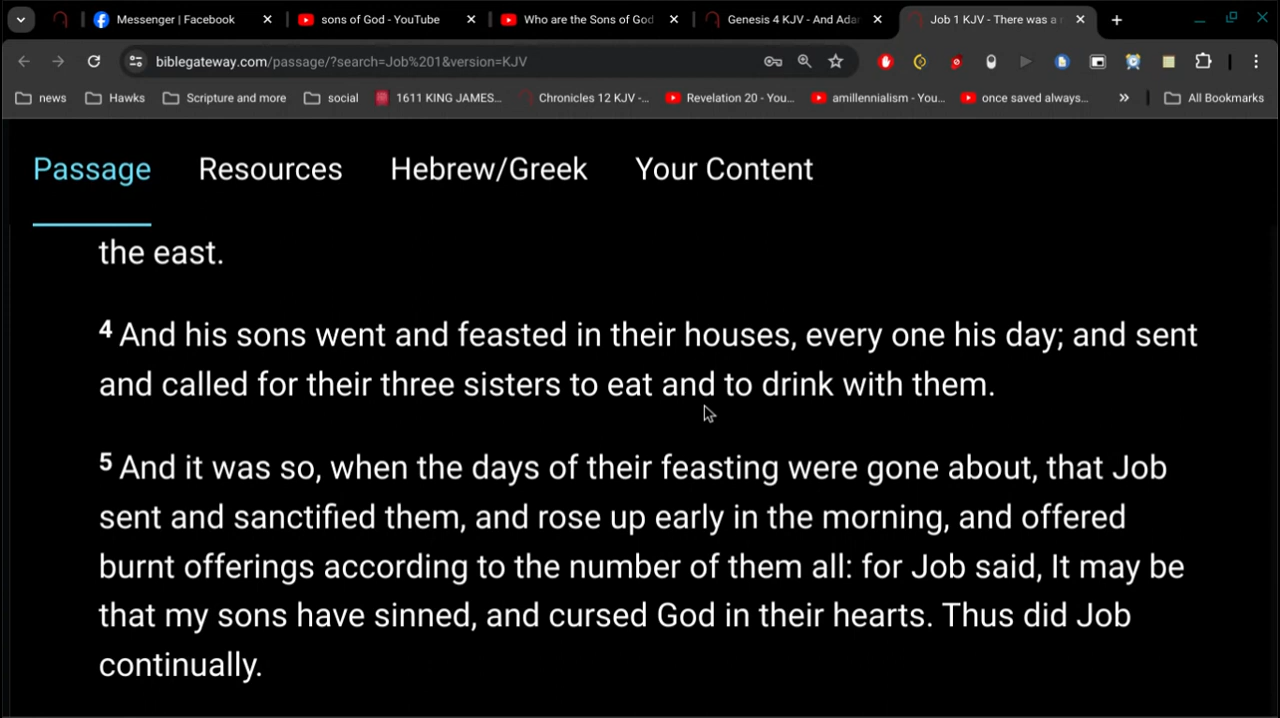 Messenger | Facebook
sons of God - YouTube
Who are the Sons of God
Genesis 4 KJV - And Ada
Job 1 KJV - There was a
biblegateway.com/passage/?search=Job%201&version=KJV
news
Hawks
Scripture and more
social
1611 KING JAMES...
Chronicles 12 KJV -...
Revelation 20 - You...
amillennialism - You...
once saved always...
»
All Bookmarks
Passage
Resources
Hebrew/Greek
Your Content
the east.
4 And his sons went and feasted in their houses, every one his day; and sent
and called for their three sisters to eat and to drink with them.
5 And it was so, when the days of their feasting were gone about, that Job
sent and sanctified them, and rose up early in the morning, and offered
burnt offerings according to the number of them all: for Job said, It may be
that my sons have sinned, and cursed God in their hearts. Thus did Job
continually.